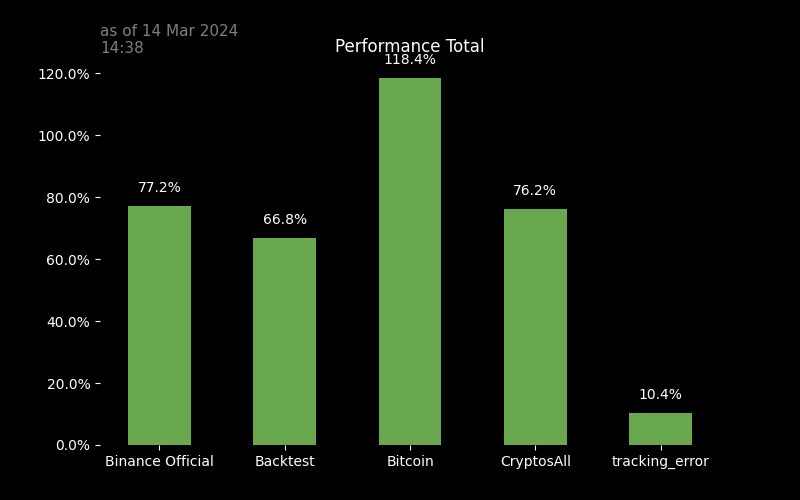 as of 14 Mar 2024
14:38
Performance Total
120.0%
100.0%
80.0%
60.0%
40.0%
20.0%
0.0%
77.2%
66.8%
118.4%
76.2%
10.4%
Binance Official
Backtest
Bitcoin
CryptosAll
tracking_error